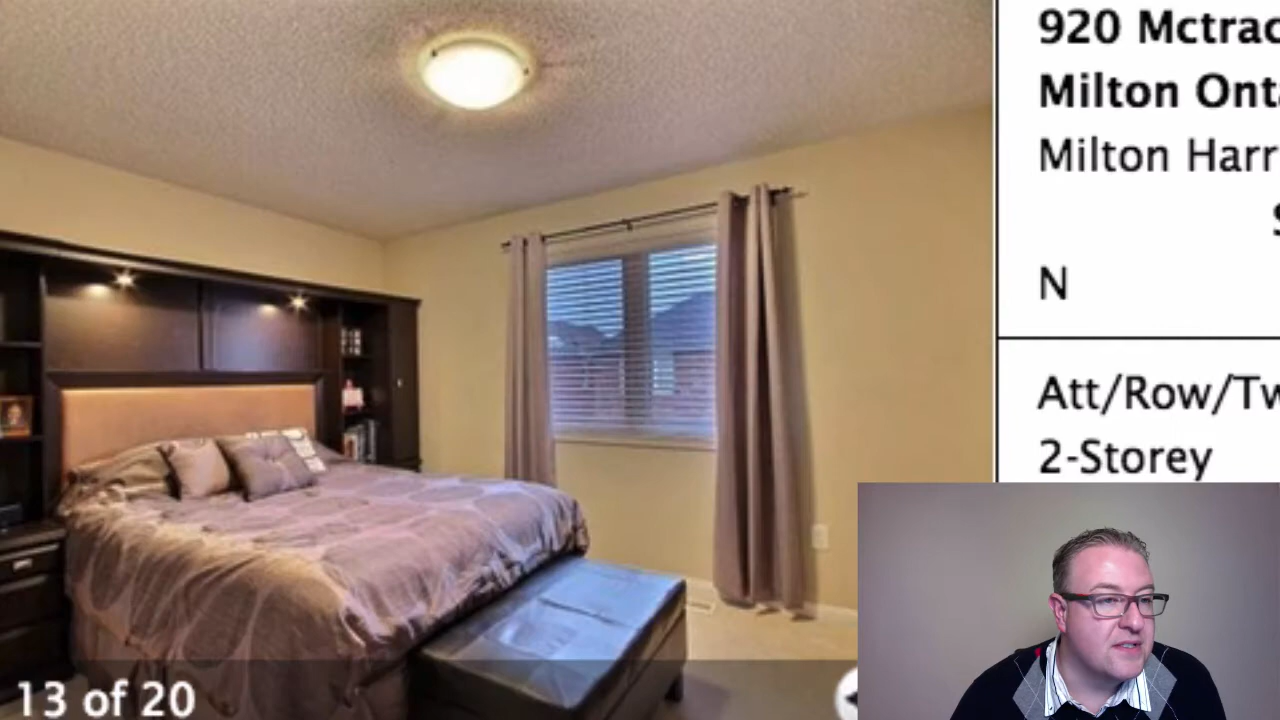 920 Mctrac
Milton Ont
Milton Harr
N
Att/Row/Tw
2-Storey
13 of 20